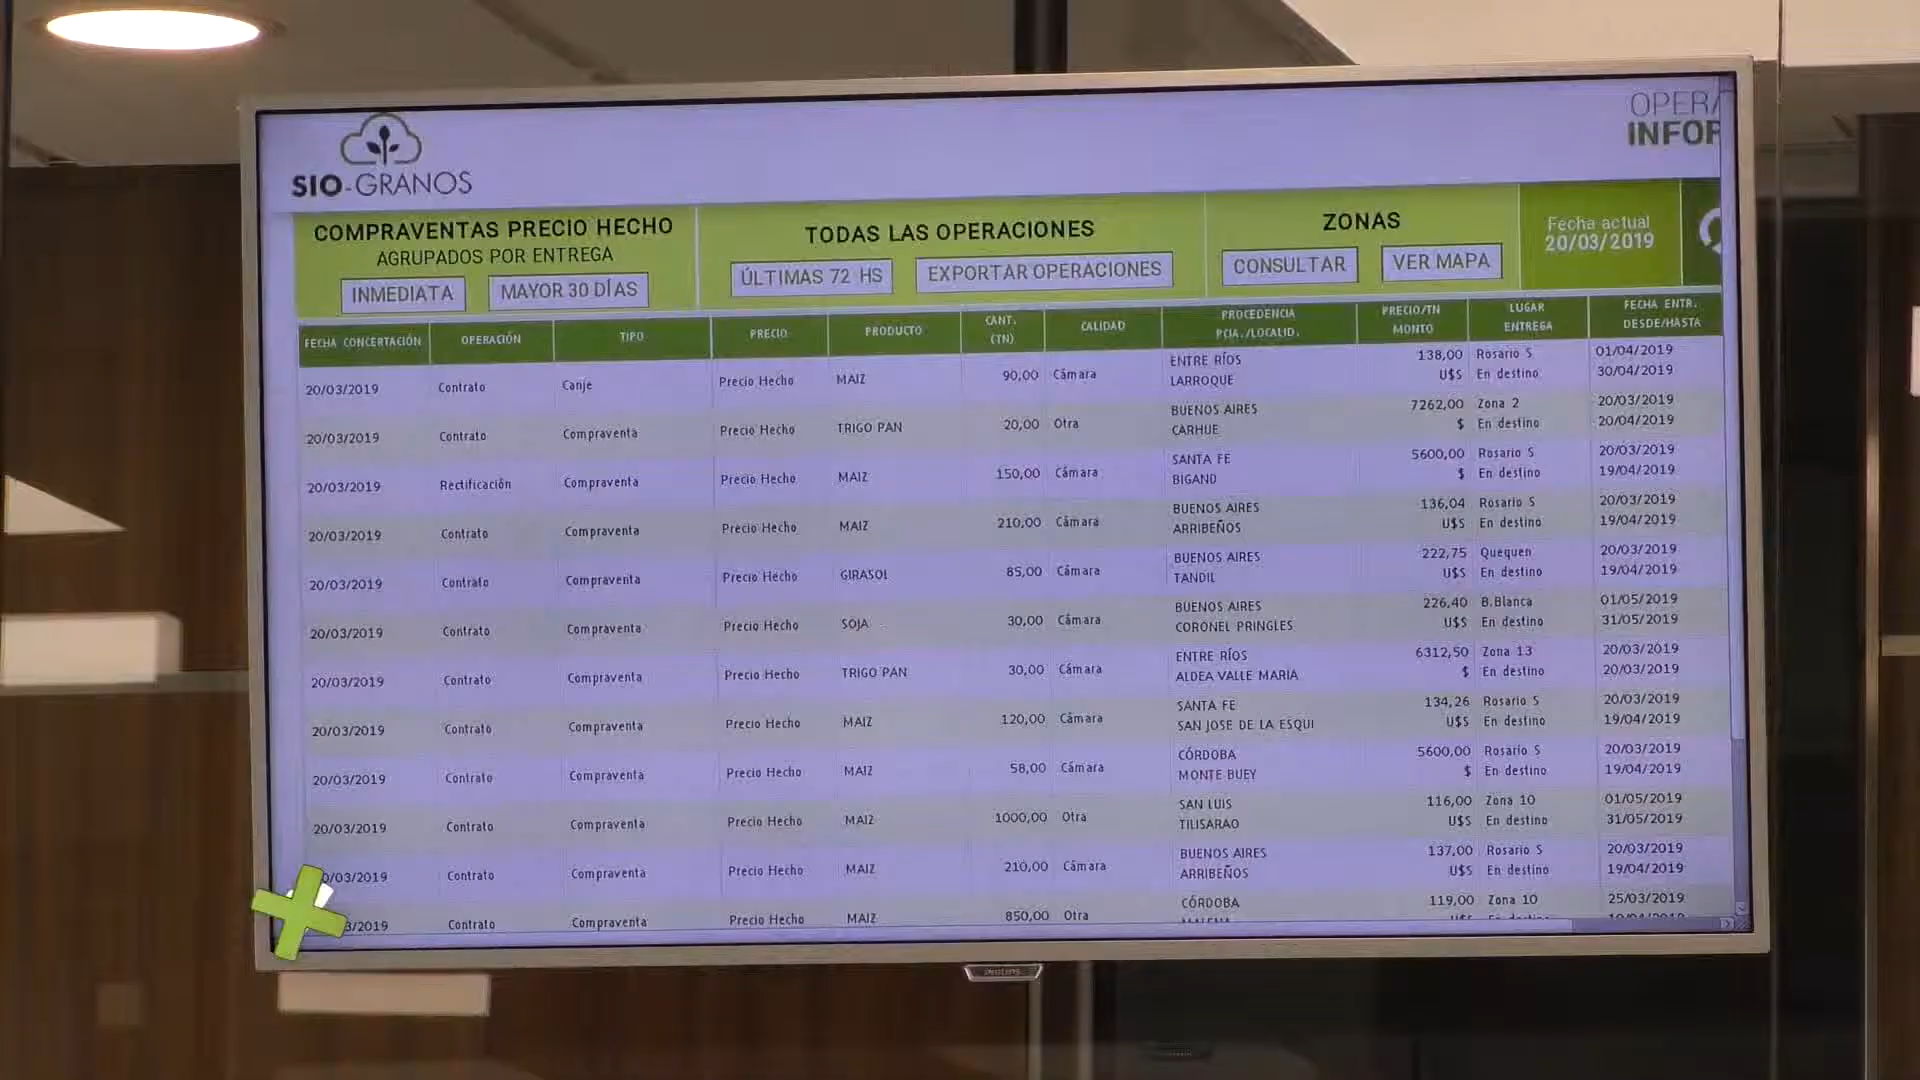 OPERA
INFOR
SIO-GRANOS
COMPRAVENTAS PRECIO HECHO
AGRUPADOS POR ENTREGA
INMEDIATA MAYOR 30 DÍAS
TODAS LAS OPERACIONES
ÚLTIMAS 72 HS EXPORTAR OPERACIONES
ZONAS
CONSULTAR VER MAPA
Fecha actual
20/03/2019
FECHA CONCERTACIÓN OPERACIÓN TIPO PRECIO PRODUCTO CANT. (TN) CALIDAD PROCEDENCIA PCIA./LOCALID. PRECIO/TN MONTO LUGAR ENTREGA FECHA ENTR. DESDE/HASTA
20/03/2019 Contrato Canje Precio Hecho MAIZ 90,00 Cámara ENTRE RÍOS LARROQUE 138,00 U$S Rosario S En destino 01/04/2019 30/04/2019
20/03/2019 Contrato Compraventa Precio Hecho TRIGO PAN 20,00 Otra BUENOS AIRES CARHUE 7262,00 $ Zona 2 En destino 20/03/2019 20/04/2019
20/03/2019 Rectificación Compraventa Precio Hecho MAIZ 150,00 Cámara SANTA FE BIGAND 5600,00 $ Rosario S En destino 20/03/2019 19/04/2019
20/03/2019 Contrato Compraventa Precio Hecho MAIZ 210,00 Cámara BUENOS AIRES ARRIBEÑOS 136,04 U$S Rosario S En destino 20/03/2019 19/04/2019
20/03/2019 Contrato Compraventa Precio Hecho GIRASOL 85,00 Cámara BUENOS AIRES TANDIL 222,75 U$S Quequen En destino 20/03/2019 19/04/2019
20/03/2019 Contrato Compraventa Precio Hecho SOJA 30,00 Cámara BUENOS AIRES CORONEL PRINGLES 226,40 U$S B.Blanca En destino 01/05/2019 31/05/2019
20/03/2019 Contrato Compraventa Precio Hecho TRIGO PAN 30,00 Cámara ENTRE RÍOS ALDEA VALLE MARIA 6312,50 $ Zona 13 En destino 20/03/2019 20/03/2019
20/03/2019 Contrato Compraventa Precio Hecho MAIZ 120,00 Cámara SANTA FE SAN JOSE DE LA ESQUI 134,26 U$S Rosario S En destino 20/03/2019 19/04/2019
20/03/2019 Contrato Compraventa Precio Hecho MAIZ 58,00 Cámara CÓRDOBA MONTE BUEY 5600,00 $ Rosario S En destino 20/03/2019 19/04/2019
20/03/2019 Contrato Compraventa Precio Hecho MAIZ 1000,00 Otra SAN LUIS TILISARAO 116,00 U$S Zona 10 En destino 01/05/2019 31/05/2019
0/03/2019 Contrato Compraventa Precio Hecho MAIZ 210,00 Cámara BUENOS AIRES ARRIBEÑOS 137,00 U$S Rosario S En destino 20/03/2019 19/04/2019
3/2019 Contrato Compraventa Precio Hecho MAIZ 850,00 Otra CÓRDOBA 119,00 Zona 10 25/03/2019